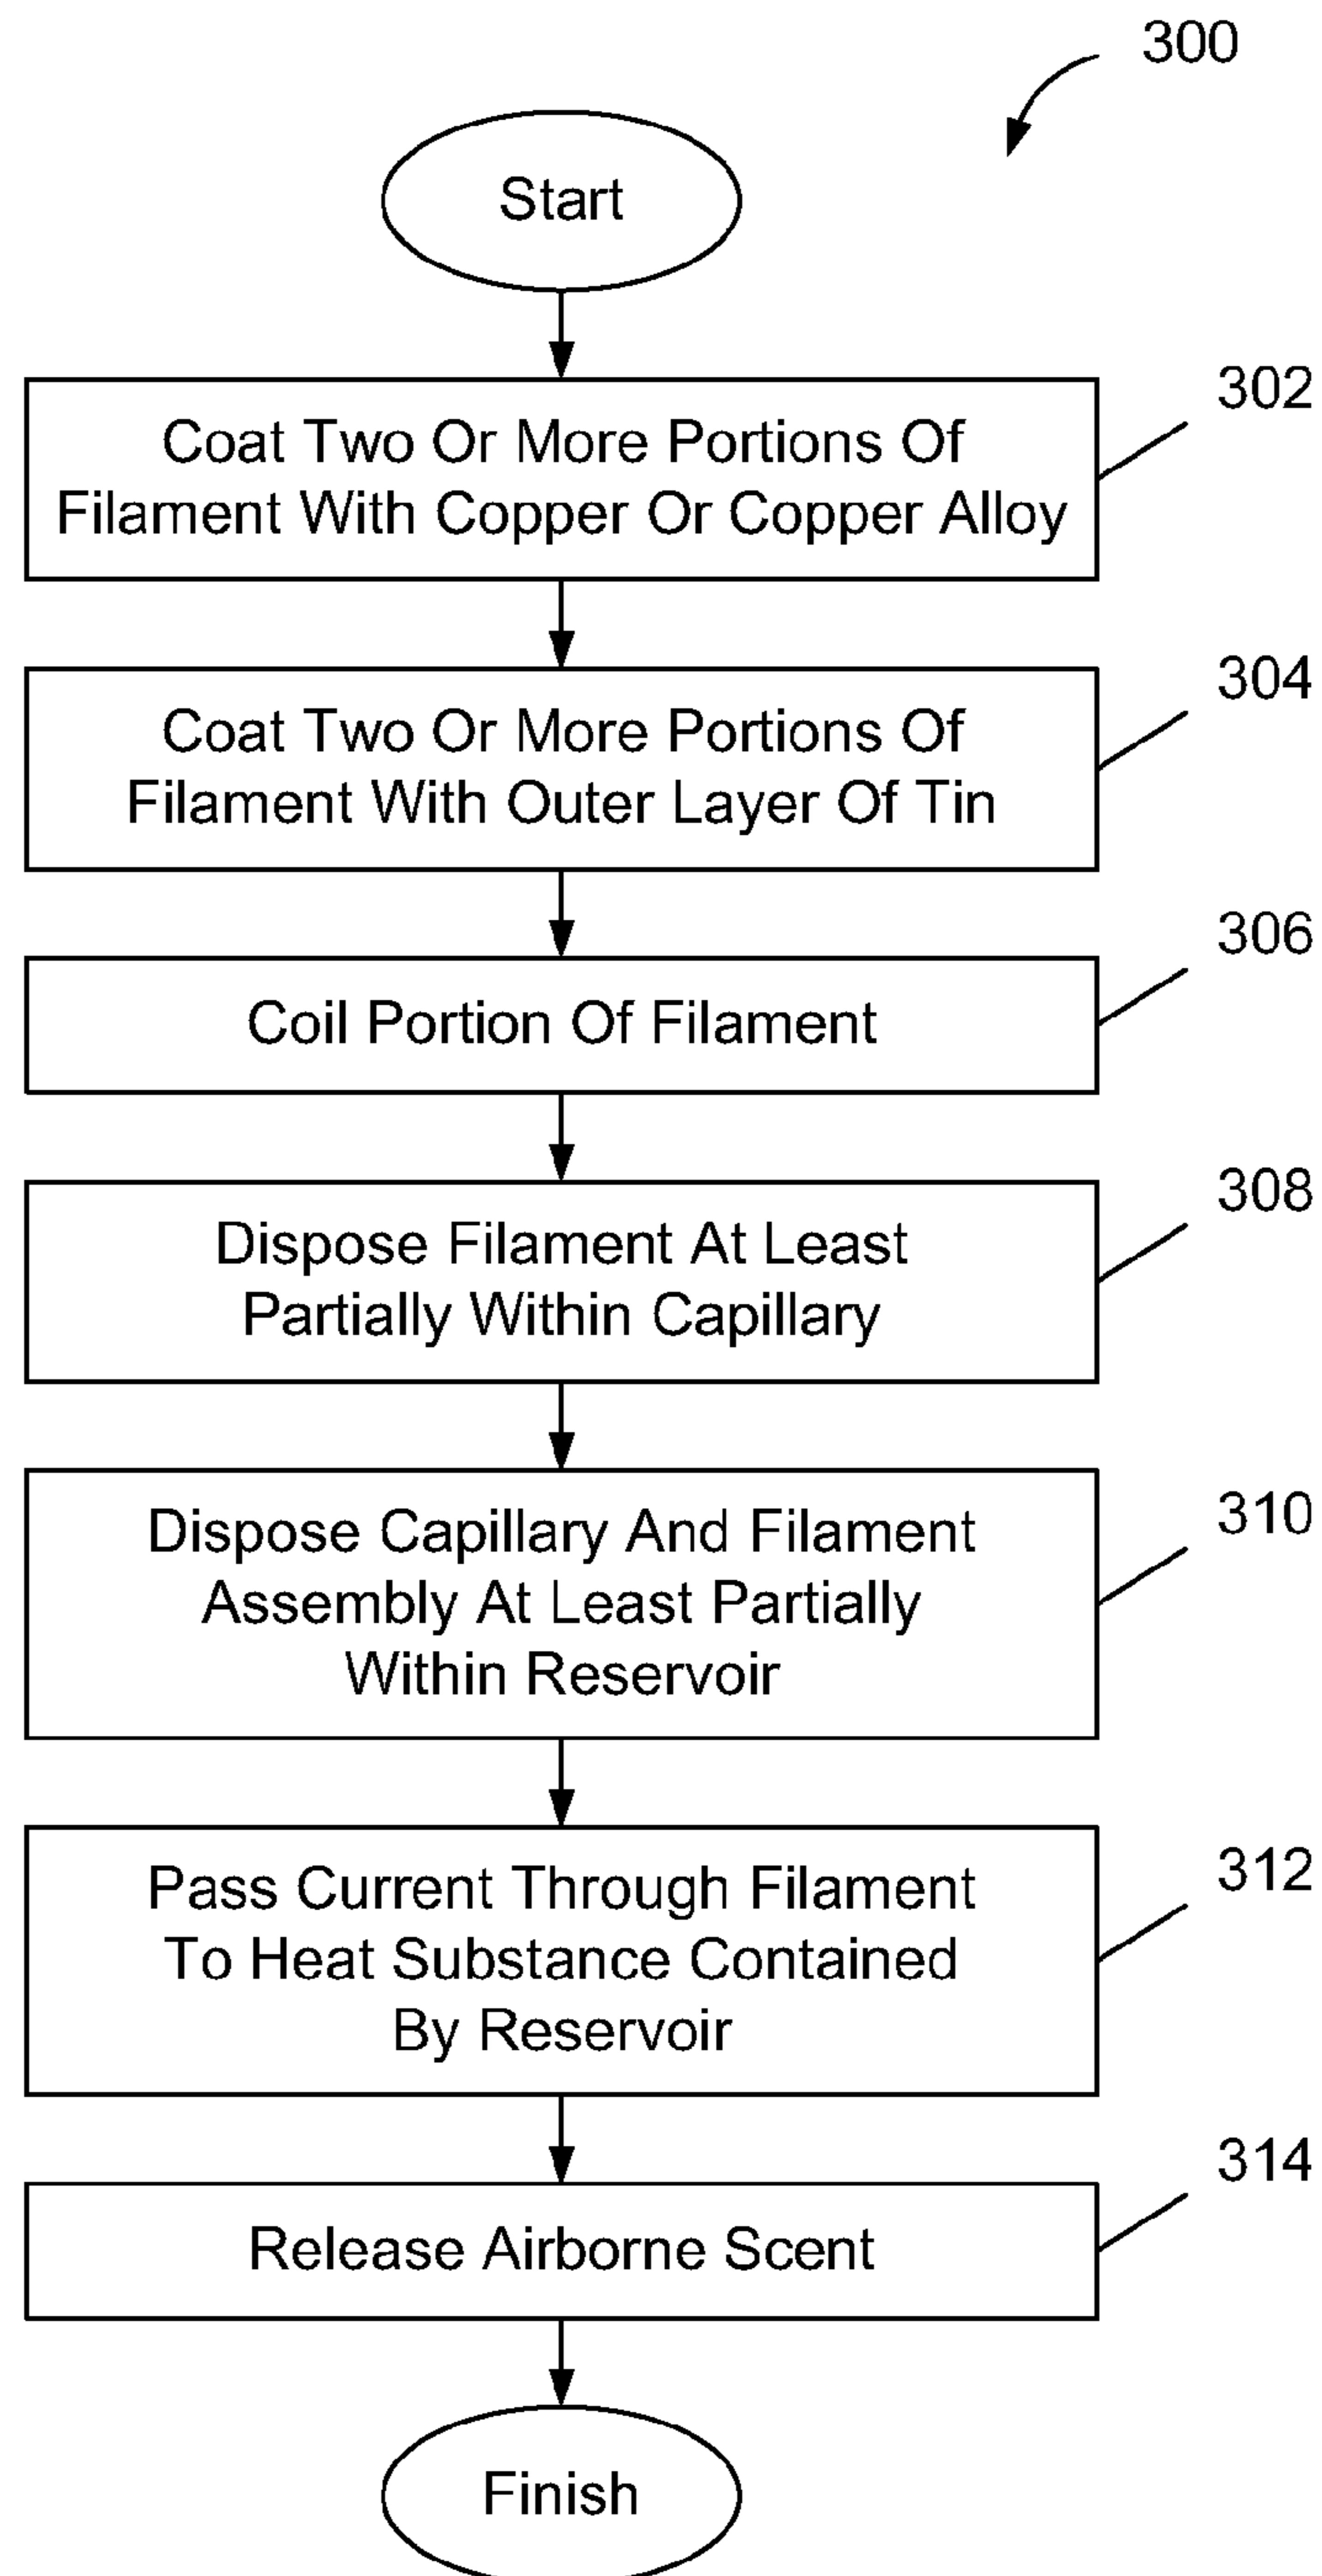 300
Start
302
Coat Two Or More Portions Of
Filament With Copper Or Copper Alloy
304
Coat Two Or More Portions Of
Filament With Outer Layer Of Tin
306
Coil Portion Of Filament
308
Dispose Filament At Least
Partially Within Capillary
310
Dispose Capillary And Filament
Assembly At Least Partially
Within Reservoir
312
Pass Current Through Filament
To Heat Substance Contained
By Reservoir
314
Release Airborne Scent
Finish